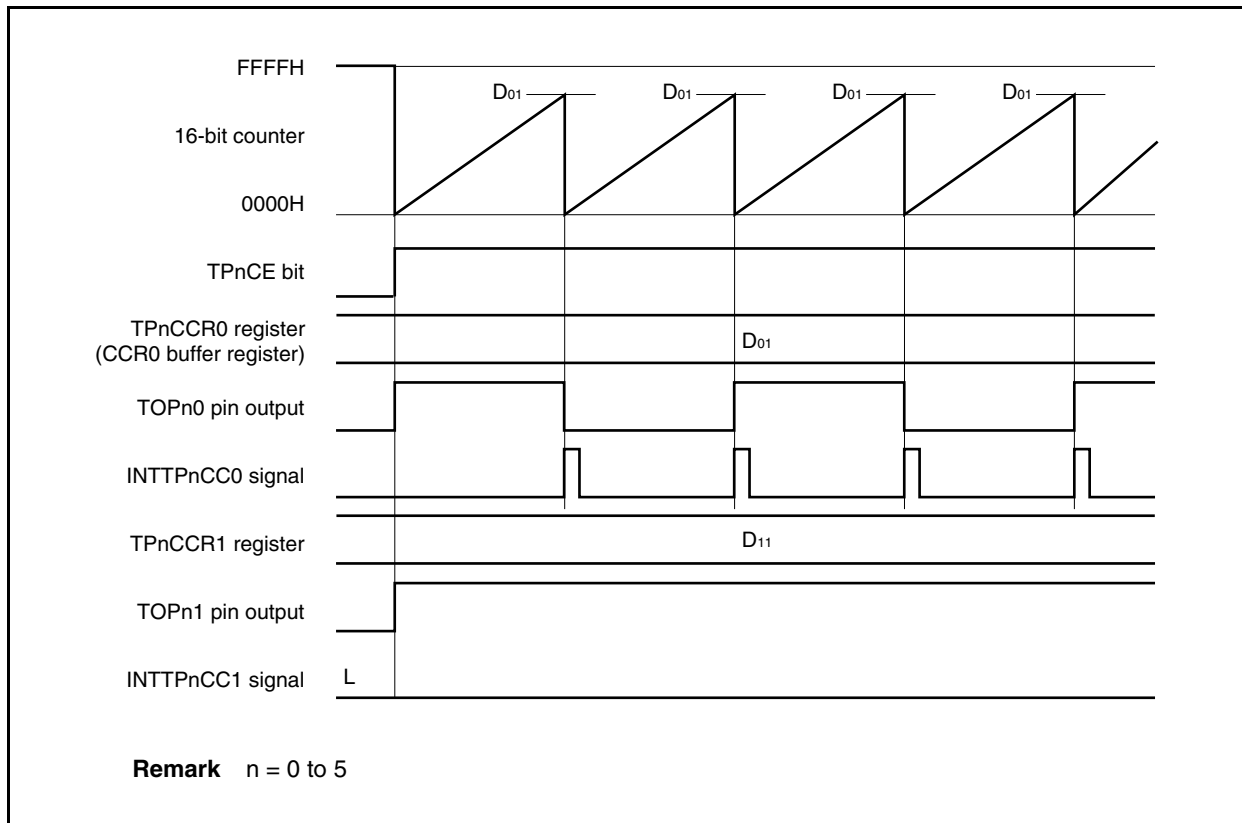 FFFFH
D01 D01 D01 D01
16-bit counter
0000H
TPnCE bit
TPnCCR0 register
(CCR0 buffer register)
D01
TOPn0 pin output
INTTPnCC0 signal
TPnCCR1 register
D11
TOPn1 pin output
INTTPnCC1 signal L
Remark n = 0 to 5